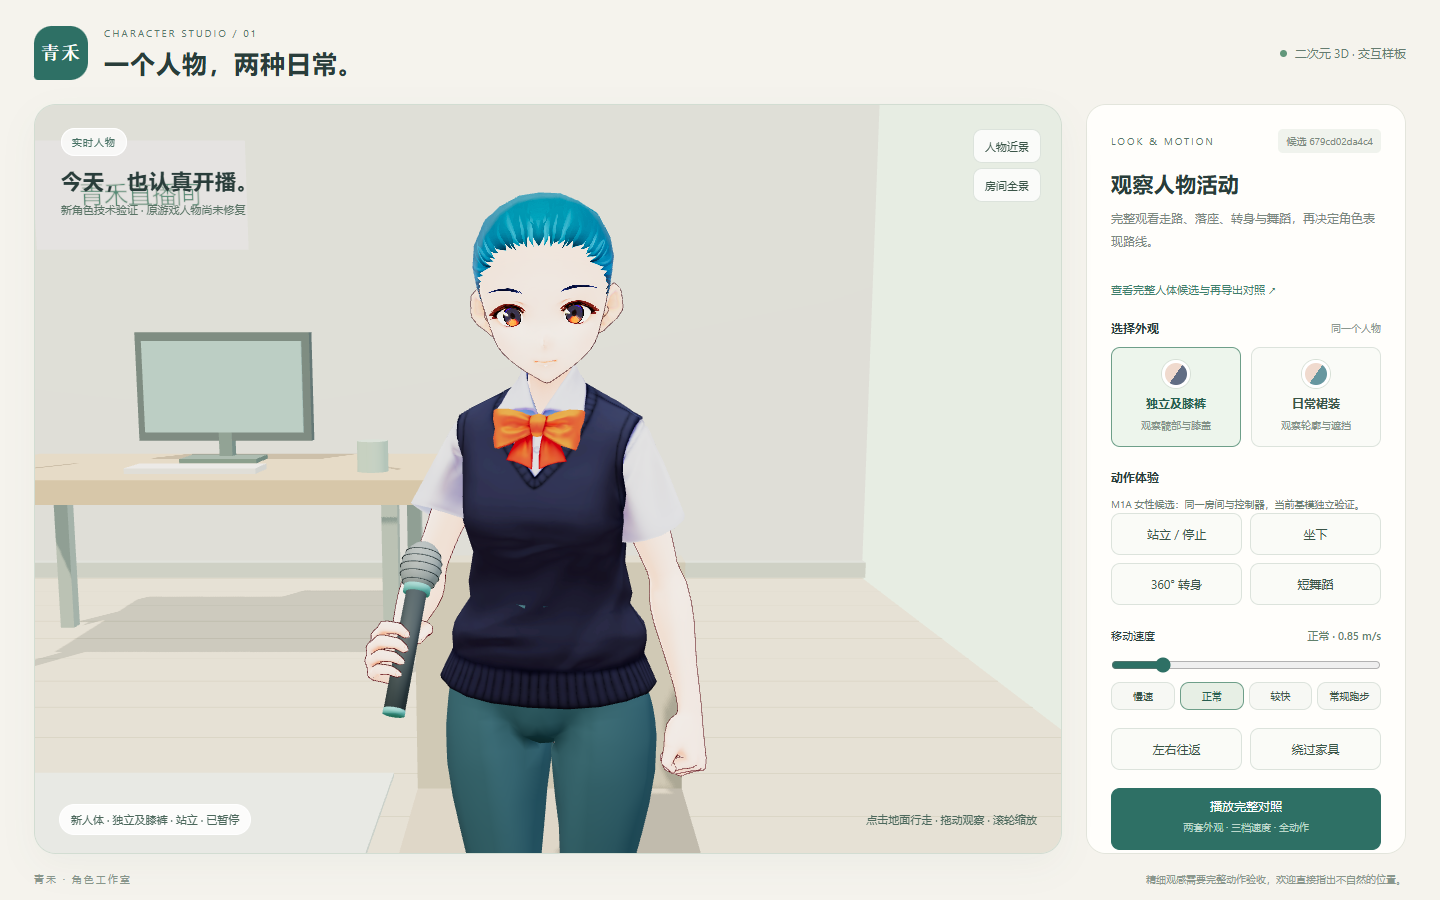 青禾
CHARACTER STUDIO / 01
一个人物，两种日常。
二次元 3D · 交互样板
实时人物
今天，也认真开播。
青禾直播间
新角色技术验证 · 原游戏人物尚未修复
人物近景
房间全景
新人体 · 独立及膝裤 · 站立 · 已暂停
点击地面行走 · 拖动观察 · 滚轮缩放
LOOK & MOTION
候选 679cd02da4c4
观察人物活动
完整观看走路、落座、转身与舞蹈，再决定角色表
现路线。
查看完整人体候选与再导出对照 ↗
选择外观
同一个人物
独立及膝裤
观察髋部与膝盖
日常裙装
观察轮廓与遮挡
动作体验
M1A 女性候选：同一房间与控制器，当前基模独立验证。
站立 / 停止
坐下
360° 转身
短舞蹈
移动速度
正常 · 0.85 m/s
慢速
正常
较快
常规跑步
左右往返
绕过家具
播放完整对照
两套外观 · 三档速度 · 全动作
青禾 · 角色工作室
精细观感需要完整动作验收，欢迎直接指出不自然的位置。